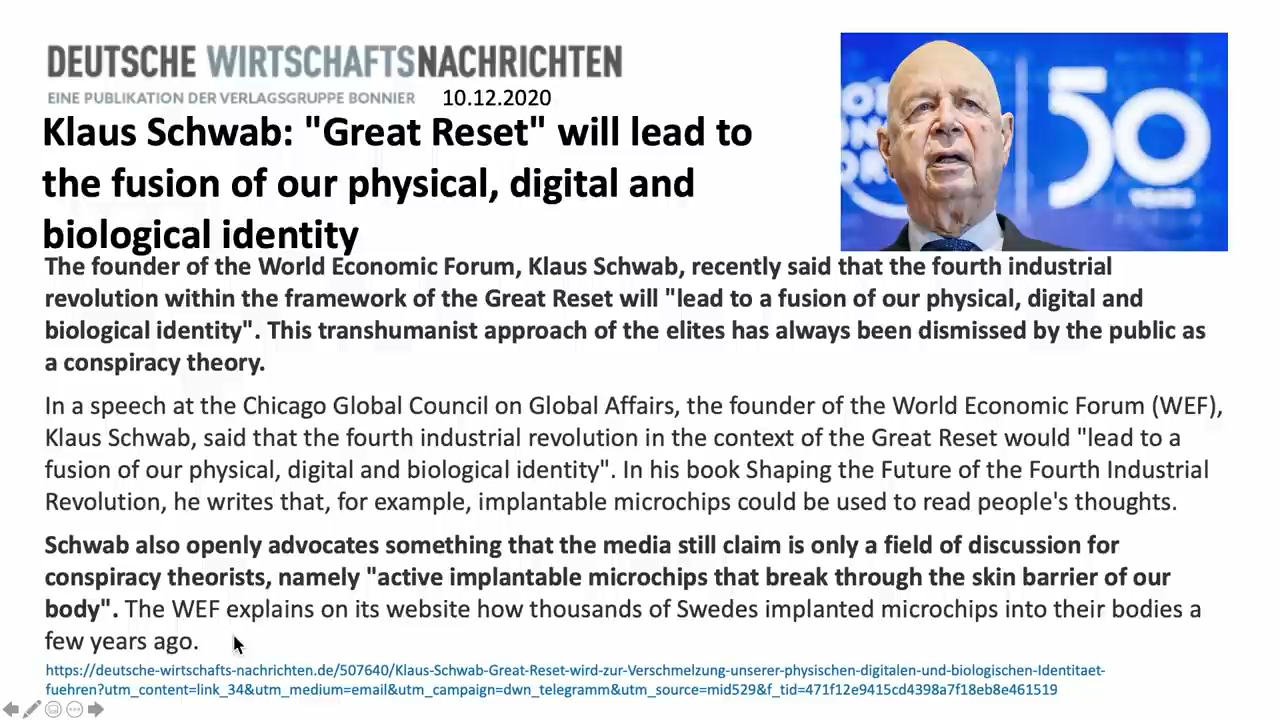 DEUTSCHE WIRTSCHAFTSNACHRICHTEN
EINE PUBLIKATION DER VERLAGSGRUPPE BONNIER 10.12.2020
Klaus Schwab: "Great Reset" will lead to
the fusion of our physical, digital and
biological identity
50
YEARS
The founder of the World Economic Forum, Klaus Schwab, recently said that the fourth industrial
revolution within the framework of the Great Reset will "lead to a fusion of our physical, digital and
biological identity". This transhumanist approach of the elites has always been dismissed by the public as
a conspiracy theory.
In a speech at the Chicago Global Council on Global Affairs, the founder of the World Economic Forum (WEF),
Klaus Schwab, said that the fourth industrial revolution in the context of the Great Reset would "lead to a
fusion of our physical, digital and biological identity". In his book Shaping the Future of the Fourth Industrial
Revolution, he writes that, for example, implantable microchips could be used to read people's thoughts.
Schwab also openly advocates something that the media still claim is only a field of discussion for
conspiracy theorists, namely "active implantable microchips that break through the skin barrier of our
body". The WEF explains on its website how thousands of Swedes implanted microchips into their bodies a
few years ago.
https://deutsche-wirtschafts-nachrichten.de/507640/Klaus-Schwab-Great-Reset-wird-zur-Verschmelzung-unserer-physischen-digitalen-und-biologischen-Identitaet-
fuehren?utm_content=link_34&utm_medium=email&utm_campaign=dwn_telegramm&utm_source=mid529&f_tid=471f12e9415cd4398a7f18eb8e461519